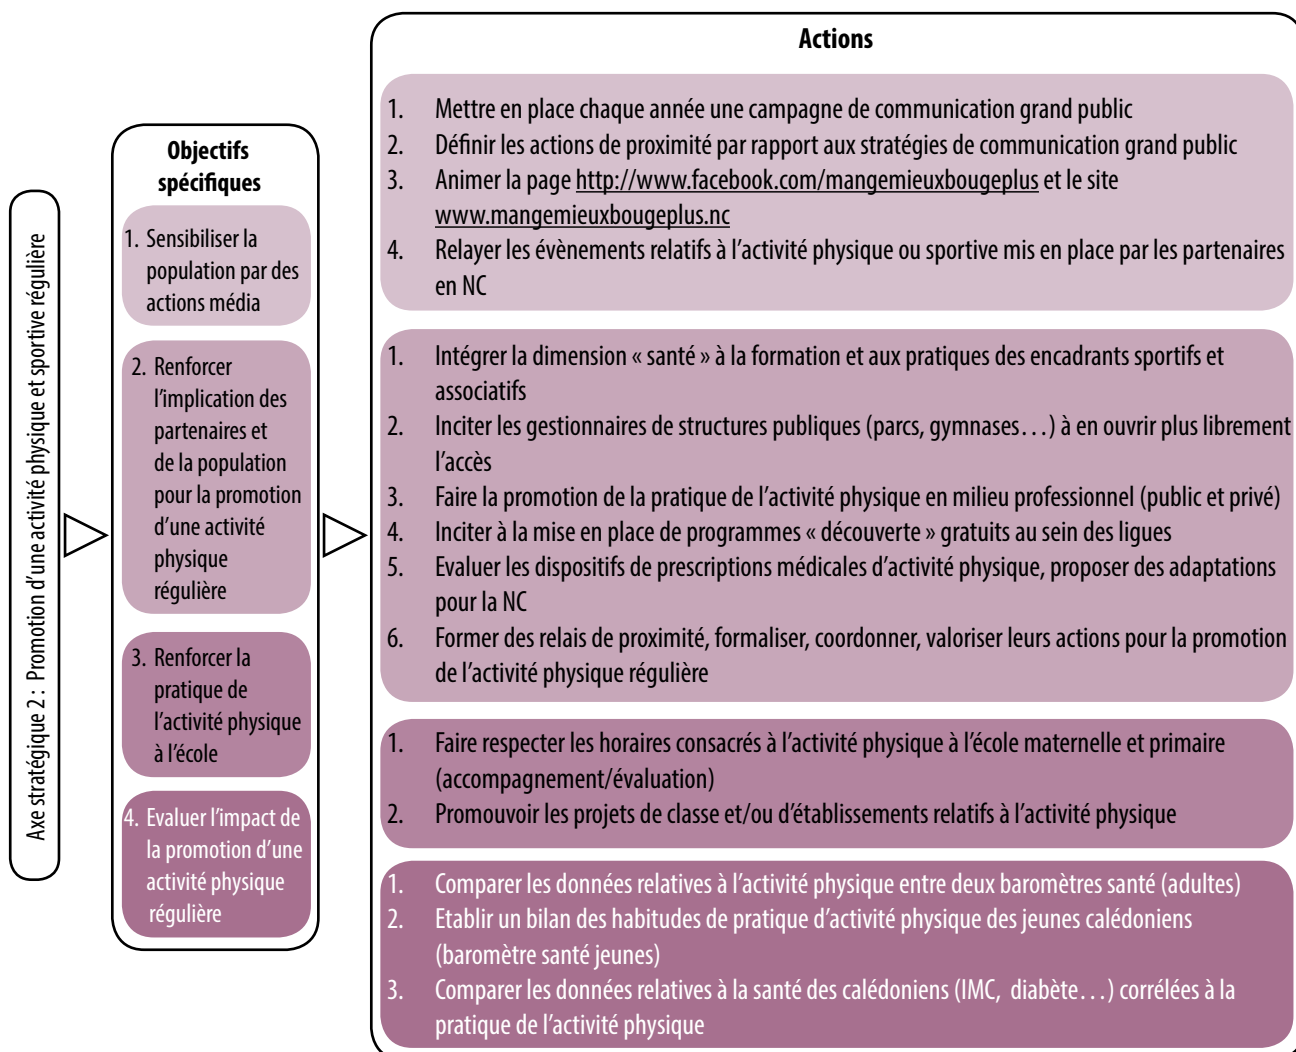 Axe stratégique 2 : Promotion d’une activité physique et sportive régulière
Objectifs
spécifiques
1. Sensibiliser la
population par des
actions média
2. Renforcer
l’implication des
partenaires et
de la population
pour la promotion
d’une activité
physique
régulière
3. Renforcer la
pratique de
l’activité physique
à l’école
4. Evaluer l’impact de
la promotion d’une
activité physique
régulière
Actions
1. Mettre en place chaque année une campagne de communication grand public
2. Définir les actions de proximité par rapport aux stratégies de communication grand public
3. Animer la page http://www.facebook.com/mangemieuxbougeplus et le site
www.mangemieuxbougeplus.nc
4. Relayer les évènements relatifs à l’activité physique ou sportive mis en place par les partenaires
en NC
1. Intégrer la dimension « santé » à la formation et aux pratiques des encadrants sportifs et
associatifs
2. Inciter les gestionnaires de structures publiques (parcs, gymnases…) à en ouvrir plus librement
l’accès
3. Faire la promotion de la pratique de l’activité physique en milieu professionnel (public et privé)
4. Inciter à la mise en place de programmes « découverte » gratuits au sein des ligues
5. Evaluer les dispositifs de prescriptions médicales d’activité physique, proposer des adaptations
pour la NC
6. Former des relais de proximité, formaliser, coordonner, valoriser leurs actions pour la promotion
de l’activité physique régulière
1. Faire respecter les horaires consacrés à l’activité physique à l’école maternelle et primaire
(accompagnement/évaluation)
2. Promouvoir les projets de classe et/ou d’établissements relatifs à l’activité physique
1. Comparer les données relatives à l’activité physique entre deux baromètres santé (adultes)
2. Etablir un bilan des habitudes de pratique d’activité physique des jeunes calédoniens
(baromètre santé jeunes)
3. Comparer les données relatives à la santé des calédoniens (IMC, diabète…) corrélées à la
pratique de l’activité physique